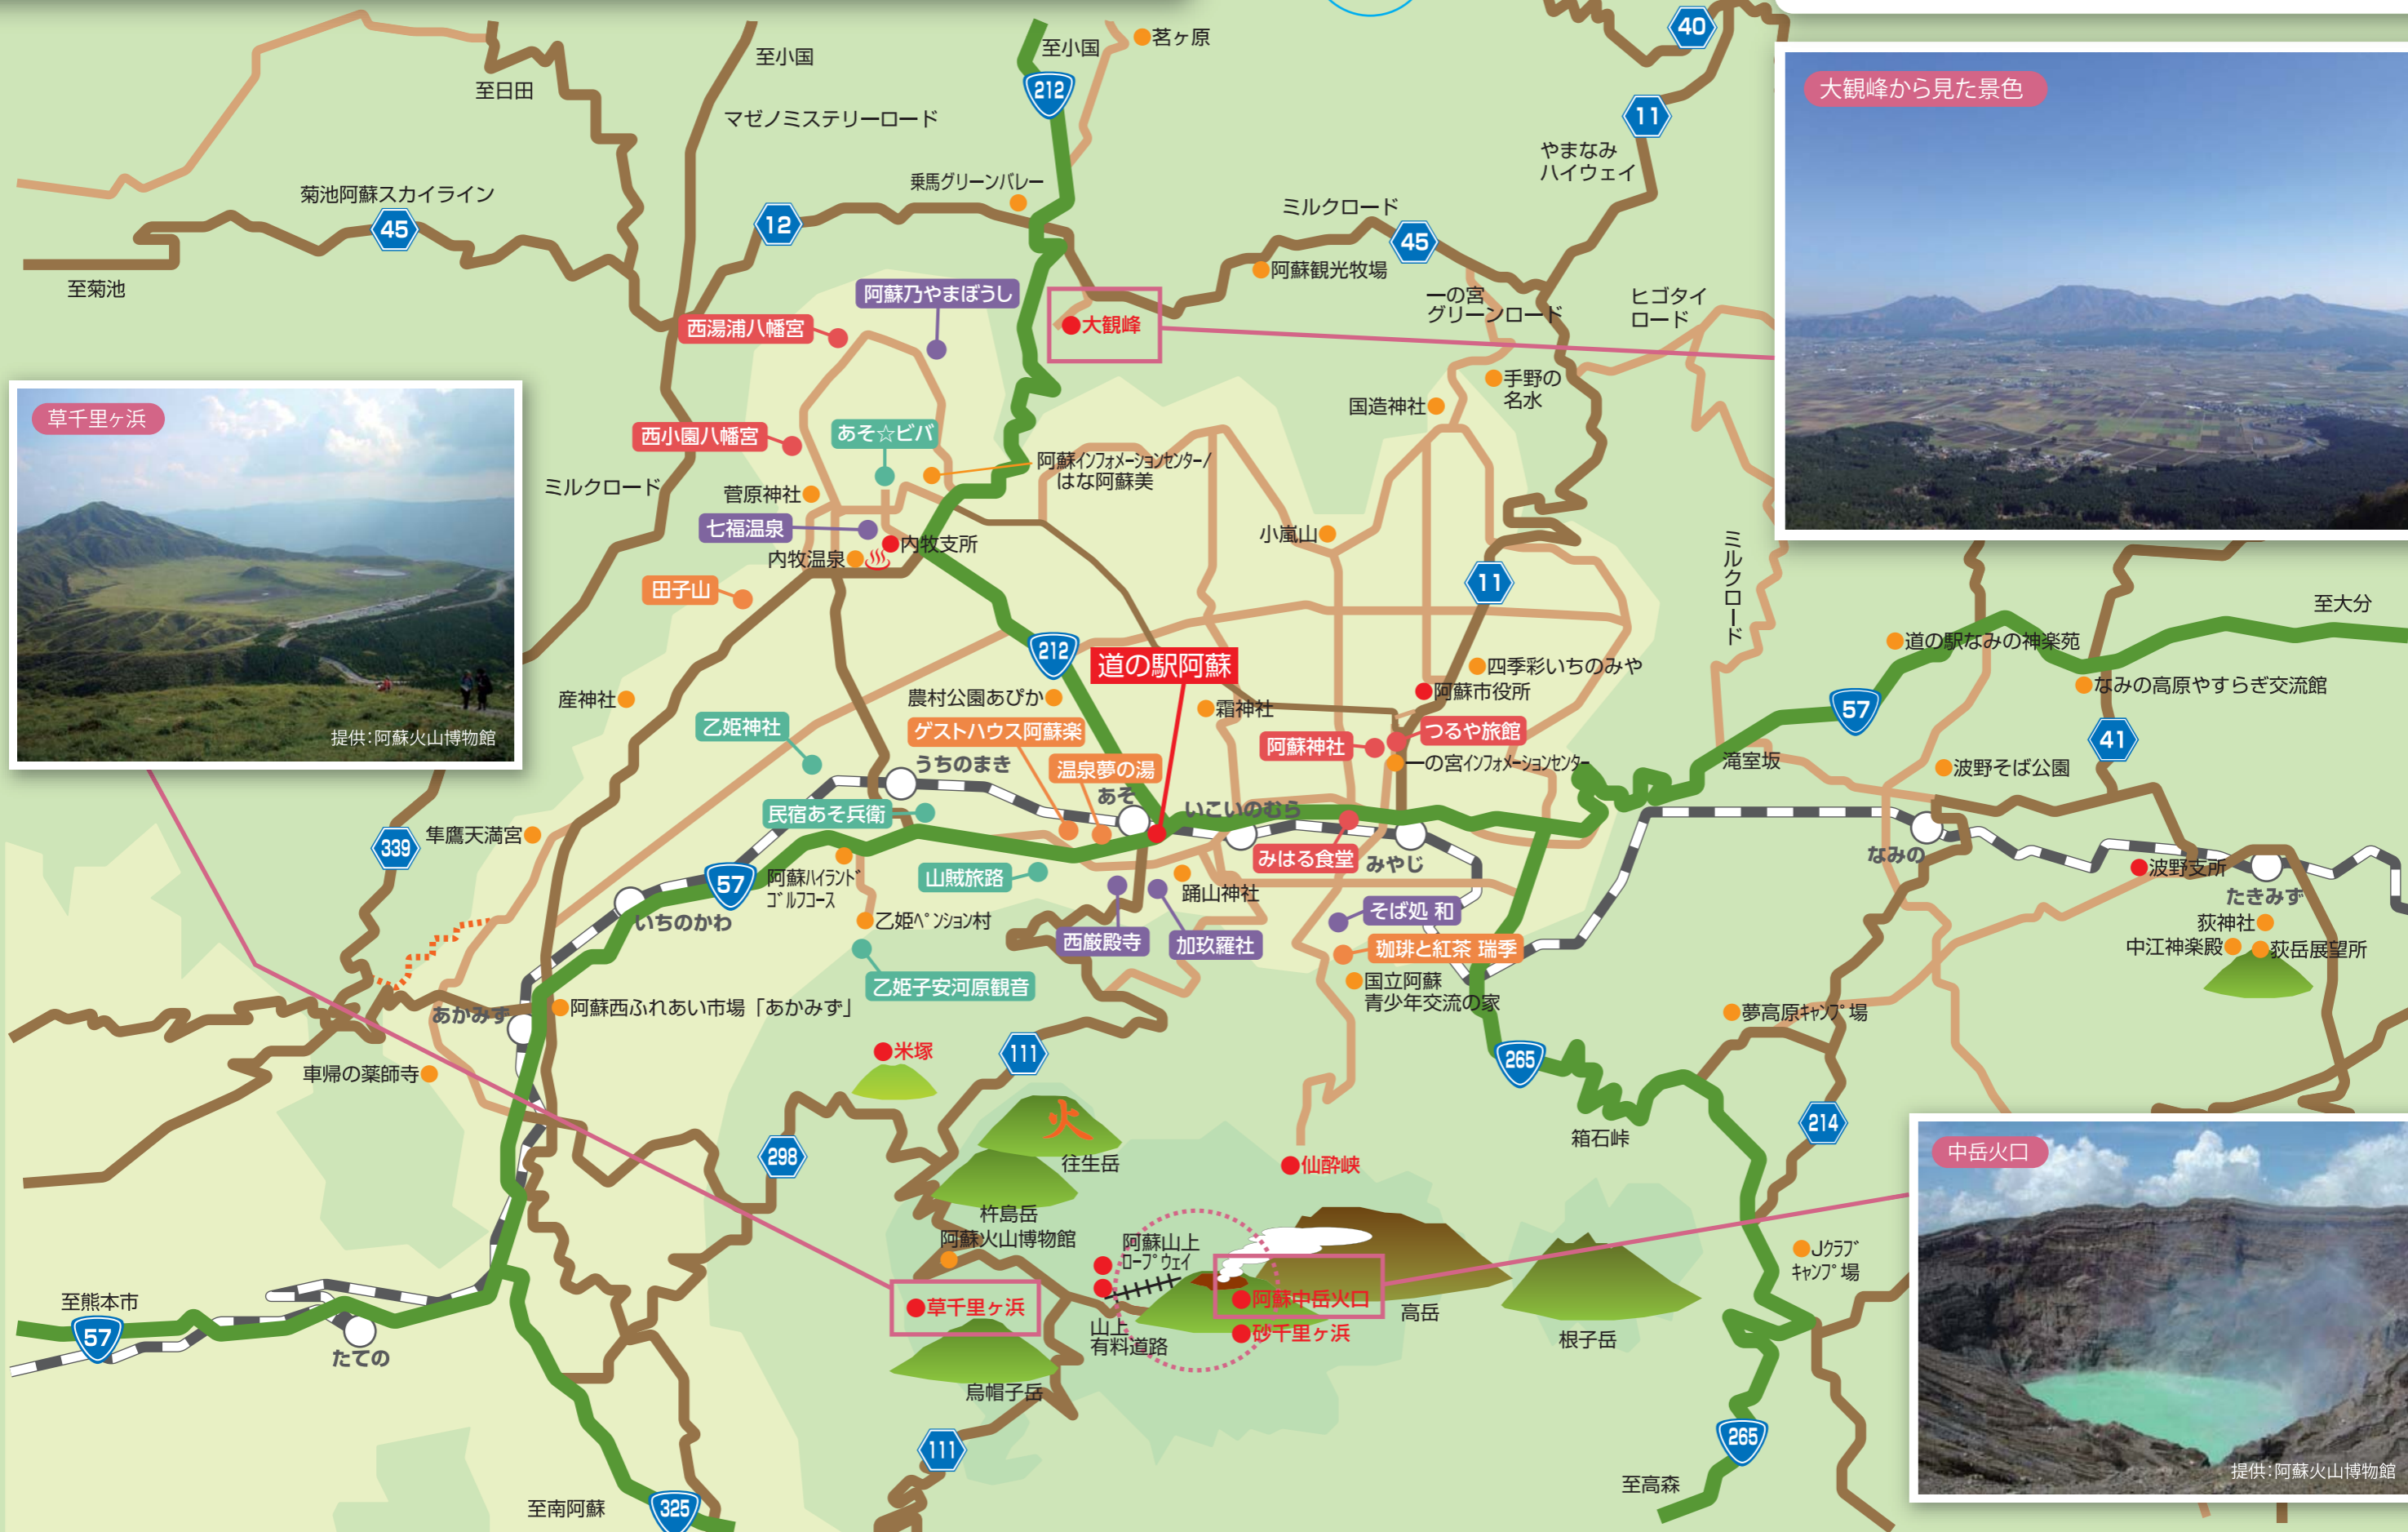 至小国
至小国
茗ヶ原
40
212
至日田
マゼノミステリーロード
大観峰から見た景色
11
やまなみ
ハイウェイ
菊池阿蘇スカイライン
45
乗馬グリーンバレー
12
ミルクロード
45
至菊池
阿蘇観光牧場
阿蘇乃やまぼうし
一の宮
グリーンロード
ヒゴタイ
ロード
西湯浦八幡宮
大観峰
草千里ヶ浜
手野の
名水
国造神社
西小園八幡宮
あそ☆ビバ
阿蘇インフォメーションセンター/
はな阿蘇美
ミルクロード
菅原神社
七福温泉
内牧支所
内牧温泉
小嵐山
ミルクロード
田子山
11
至大分
212
道の駅阿蘇
道の駅なみの神楽苑
四季彩いちのみや
阿蘇市役所
なみの高原やすらぎ交流館
産神社
農村公園あぴか
霜神社
57
乙姫神社
ゲストハウス阿蘇楽
つるや旅館
阿蘇神社
41
提供:阿蘇火山博物館
うちのまき
温泉夢の湯
一の宮インフォメーションセンター
滝室坂
波野そば公園
あそ
いこいのむら
民宿あそ兵衛
339
隼鷹天満宮
みはる食堂
みやじ
なみの
波野支所
57
阿蘇ハイランド
ゴルフコース
山賊旅路
踊山神社
たきみず
いちのかわ
乙姫ペンション村
そば処 和
荻神社
西厳殿寺
加玖羅社
珈琲と紅茶 瑞季
中江神楽殿
荻岳展望所
乙姫子安河原観音
国立阿蘇
青少年交流の家
あかみず
阿蘇西ふれあい市場「あかみず」
夢高原キャンプ場
米塚
111
265
車帰の薬師寺
火
214
箱石峠
中岳火口
298
往生岳
仙酔峡
杵島岳
阿蘇火山博物館
阿蘇山上
ロープウェイ
Jクラブ
キャンプ場
至熊本市
草千里ヶ浜
阿蘇中岳火口
高岳
57
山上
有料道路
砂千里ヶ浜
根子岳
たての
烏帽子岳
111
265
提供:阿蘇火山博物館
至高森
至南阿蘇
325